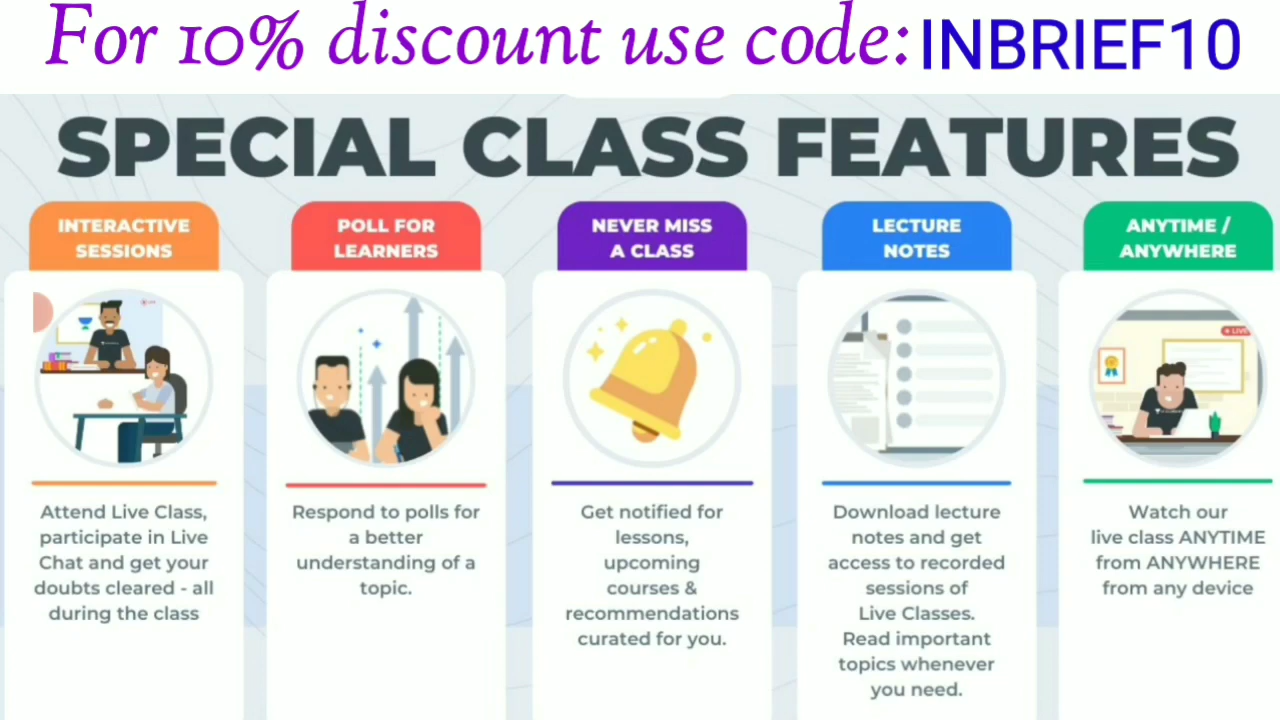 For 10% discount use code: INBRIEF10
SPECIAL CLASS FEATURES
INTERACTIVE
SESSIONS
Attend Live Class,
participate in Live
Chat and get your
doubts cleared - all
during the class
POLL FOR
LEARNERS
Respond to polls for
a better
understanding of a
topic.
NEVER MISS
A CLASS
Get notified for
lessons,
upcoming
courses &
recommendations
curated for you.
LECTURE
NOTES
Download lecture
notes and get
access to recorded
sessions of
Live Classes.
Read important
topics whenever
you need.
ANYTIME /
ANYWHERE
LIVE
Watch our
live class ANYTIME
from ANYWHERE
from any device